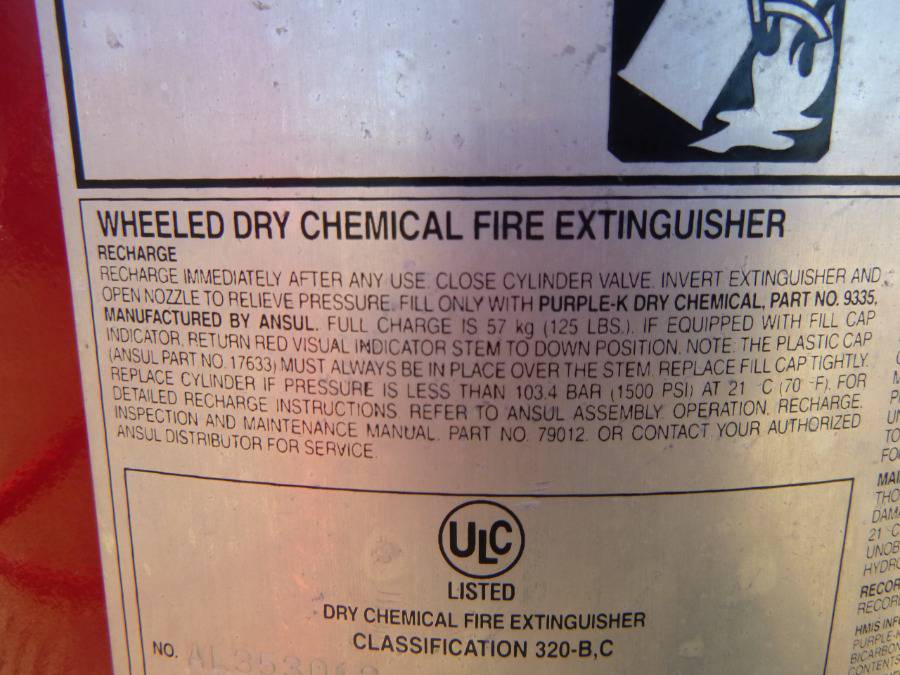 WHEELED DRY CHEMICAL FIRE EXTINGUISHER
RECHARGE
RECHARGE IMMEDIATELY AFTER ANY USE. CLOSE CYLINDER VALVE. INVERT EXTINGUISHER AND
OPEN NOZZLE TO RELIEVE PRESSURE. FILL ONLY WITH PURPLE-K DRY CHEMICAL, PART NO. 9335,
MANUFACTURED BY ANSUL. FULL CHARGE IS 57 kg (125 LBS.). IF EQUIPPED WITH FILL CAP
INDICATOR, RETURN RED VISUAL INDICATOR STEM TO DOWN POSITION. NOTE: THE PLASTIC CAP
(ANSUL PART NO. 17633) MUST ALWAYS BE IN PLACE OVER THE STEM. REPLACE FILL CAP TIGHTLY.
REPLACE CYLINDER IF PRESSURE IS LESS THAN 103.4 BAR (1500 PSI) AT 21 °C (70 °F). FOR
DETAILED RECHARGE INSTRUCTIONS, REFER TO ANSUL ASSEMBLY, OPERATION, RECHARGE,
INSPECTION AND MAINTENANCE MANUAL, PART NO. 79012, OR CONTACT YOUR AUTHORIZED
ANSUL DISTRIBUTOR FOR SERVICE.
ULC
LISTED
DRY CHEMICAL FIRE EXTINGUISHER
CLASSIFICATION 320-B,C
NO.
MAI
THO
DAMA
21 °C
UNOB
HYDRO
RECOR
RECOR
HMIS INFO
PURPLE-K
BICARBON
CONTENTS